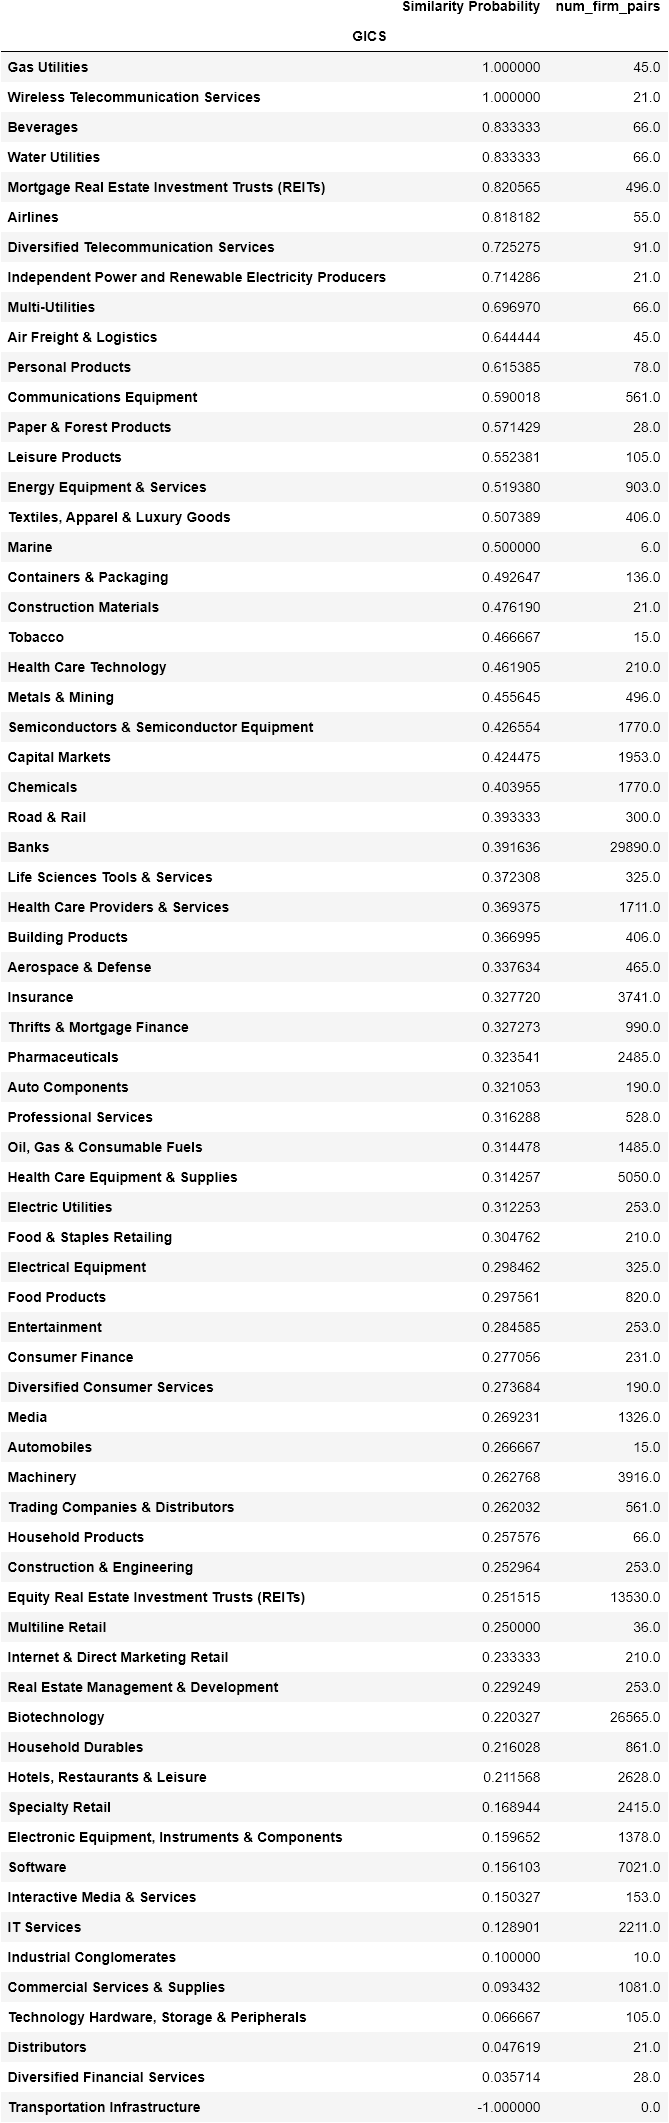 Similarity Probability num_firm_pairs
GICS
Gas Utilities 1.000000 45.0
Wireless Telecommunication Services 1.000000 21.0
Beverages 0.833333 66.0
Water Utilities 0.833333 66.0
Mortgage Real Estate Investment Trusts (REITs) 0.820565 496.0
Airlines 0.818182 55.0
Diversified Telecommunication Services 0.725275 91.0
Independent Power and Renewable Electricity Producers 0.714286 21.0
Multi-Utilities 0.696970 66.0
Air Freight & Logistics 0.644444 45.0
Personal Products 0.615385 78.0
Communications Equipment 0.590018 561.0
Paper & Forest Products 0.571429 28.0
Leisure Products 0.552381 105.0
Energy Equipment & Services 0.519380 903.0
Textiles, Apparel & Luxury Goods 0.507389 406.0
Marine 0.500000 6.0
Containers & Packaging 0.492647 136.0
Construction Materials 0.476190 21.0
Tobacco 0.466667 15.0
Health Care Technology 0.461905 210.0
Metals & Mining 0.455645 496.0
Semiconductors & Semiconductor Equipment 0.426554 1770.0
Capital Markets 0.424475 1953.0
Chemicals 0.403955 1770.0
Road & Rail 0.393333 300.0
Banks 0.391636 29890.0
Life Sciences Tools & Services 0.372308 325.0
Health Care Providers & Services 0.369375 1711.0
Building Products 0.366995 406.0
Aerospace & Defense 0.337634 465.0
Insurance 0.327720 3741.0
Thrifts & Mortgage Finance 0.327273 990.0
Pharmaceuticals 0.323541 2485.0
Auto Components 0.321053 190.0
Professional Services 0.316288 528.0
Oil, Gas & Consumable Fuels 0.314478 1485.0
Health Care Equipment & Supplies 0.314257 5050.0
Electric Utilities 0.312253 253.0
Food & Staples Retailing 0.304762 210.0
Electrical Equipment 0.298462 325.0
Food Products 0.297561 820.0
Entertainment 0.284585 253.0
Consumer Finance 0.277056 231.0
Diversified Consumer Services 0.273684 190.0
Media 0.269231 1326.0
Automobiles 0.266667 15.0
Machinery 0.262768 3916.0
Trading Companies & Distributors 0.262032 561.0
Household Products 0.257576 66.0
Construction & Engineering 0.252964 253.0
Equity Real Estate Investment Trusts (REITs) 0.251515 13530.0
Multiline Retail 0.250000 36.0
Internet & Direct Marketing Retail 0.233333 210.0
Real Estate Management & Development 0.229249 253.0
Biotechnology 0.220327 26565.0
Household Durables 0.216028 861.0
Hotels, Restaurants & Leisure 0.211568 2628.0
Specialty Retail 0.168944 2415.0
Electronic Equipment, Instruments & Components 0.159652 1378.0
Software 0.156103 7021.0
Interactive Media & Services 0.150327 153.0
IT Services 0.128901 2211.0
Industrial Conglomerates 0.100000 10.0
Commercial Services & Supplies 0.093432 1081.0
Technology Hardware, Storage & Peripherals 0.066667 105.0
Distributors 0.047619 21.0
Diversified Financial Services 0.035714 28.0
Transportation Infrastructure -1.000000 0.0